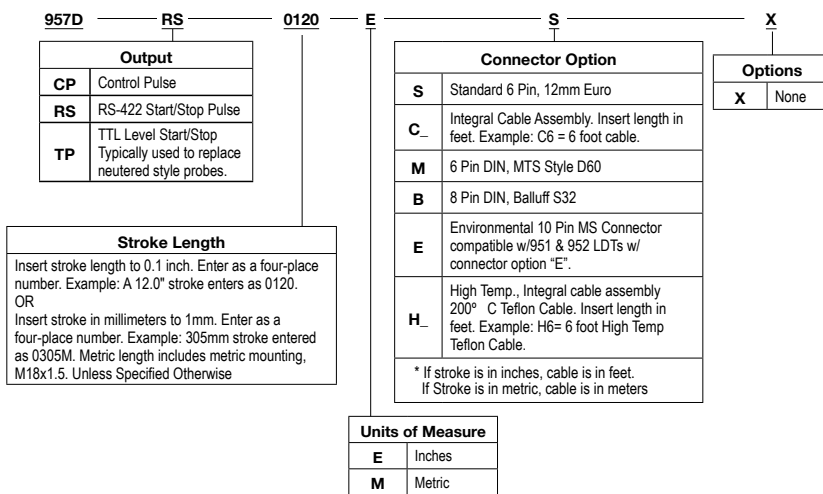 957D RS 0120 E S X
Output
CP Control Pulse
RS RS-422 Start/Stop Pulse
TP TTL Level Start/Stop
Typically used to replace
neutered style probes.
Stroke Length
Insert stroke length to 0.1 inch. Enter as a four-place
number. Example: A 12.0" stroke enters as 0120.
OR
Insert stroke in millimeters to 1mm. Enter as a
four-place number. Example: 305mm stroke entered
as 0305M. Metric length includes metric mounting,
M18x1.5. Unless Specified Otherwise
Units of Measure
E Inches
M Metric
Connector Option
S Standard 6 Pin, 12mm Euro
C_ Integral Cable Assembly. Insert length in
feet. Example: C6 = 6 foot cable.
M 6 Pin DIN, MTS Style D60
B 8 Pin DIN, Balluff S32
E Environmental 10 Pin MS Connector
compatible w/951 & 952 LDTs w/
connector option “E”.
H_ High Temp., Integral cable assembly
200º C Teflon Cable. Insert length in
feet. Example: H6= 6 foot High Temp
Teflon Cable.
* If stroke is in inches, cable is in feet.
If Stroke is in metric, cable is in meters
Options
X None